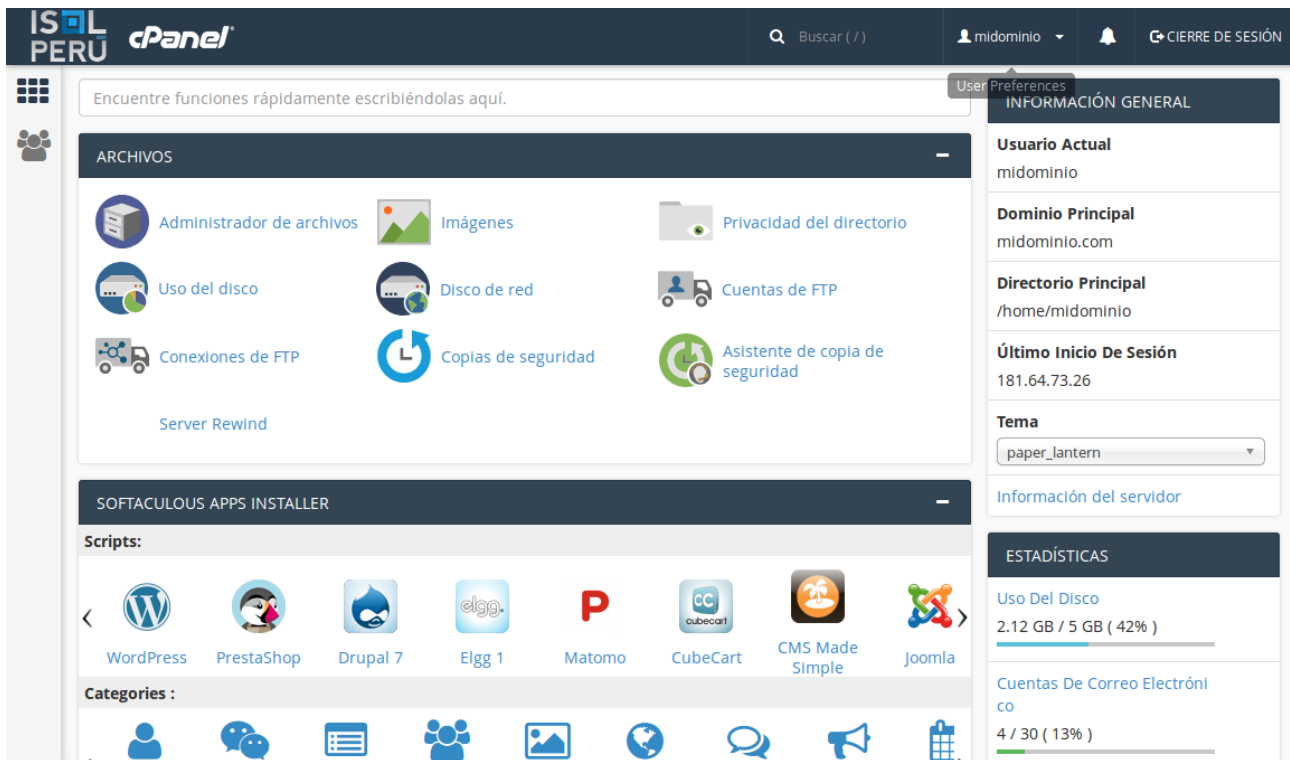 ISOL
PERÚ
cPanel
Buscar ( / )
midominio
CIERRE DE SESIÓN
User Preferences
Encuentre funciones rápidamente escribiéndolas aquí.
ARCHIVOS
Administrador de archivos
Imágenes
Privacidad del directorio
Uso del disco
Disco de red
Cuentas de FTP
Conexiones de FTP
Copias de seguridad
Asistente de copia de
seguridad
Server Rewind
SOFTACULOUS APPS INSTALLER
Scripts:
elgg.
P
CC
cubecart
WordPress
PrestaShop
Drupal 7
Elgg 1
Matomo
CubeCart
CMS Made
Simple
Joomla
Categories :
INFORMACIÓN GENERAL
Usuario Actual
midominio
Dominio Principal
midominio.com
Directorio Principal
/home/midominio
Último Inicio De Sesión
181.64.73.26
Tema
paper_lantern
Información del servidor
ESTADÍSTICAS
Uso Del Disco
2.12 GB / 5 GB ( 42% )
Cuentas De Correo Electróni
co
4 / 30 ( 13% )